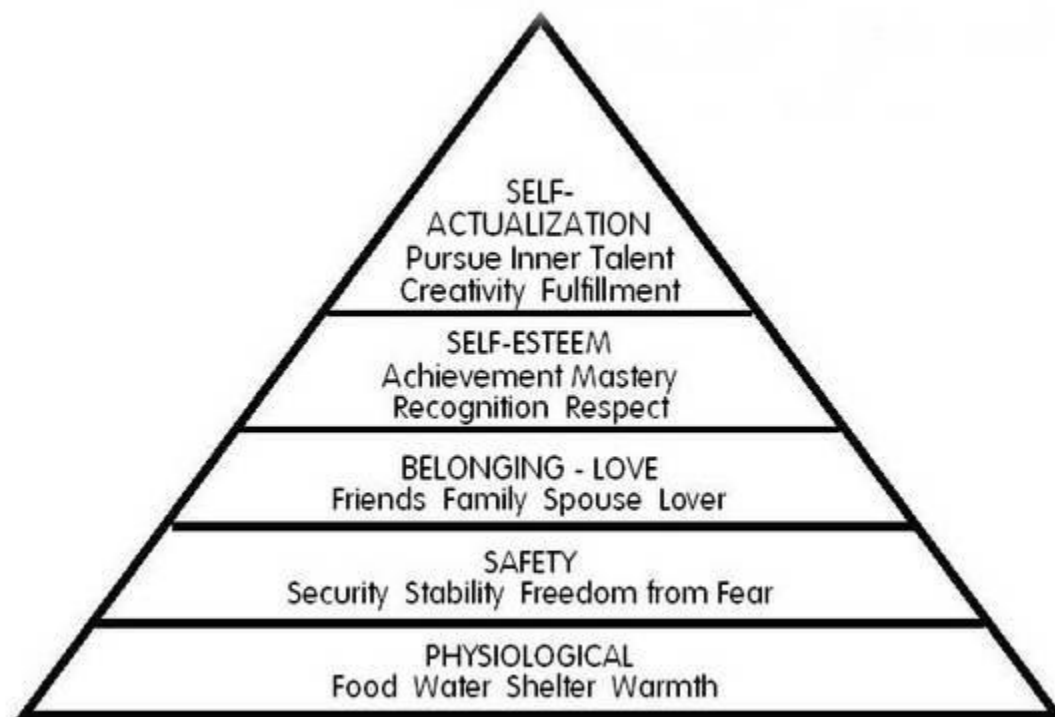 SELF-
ACTUALIZATION
Pursue Inner Talent
Creativity Fulfillment
SELF-ESTEEM
Achievement Mastery
Recognition Respect
BELONGING - LOVE
Friends Family Spouse Lover
SAFETY
Security Stability Freedom from Fear
PHYSIOLOGICAL
Food Water Shelter Warmth